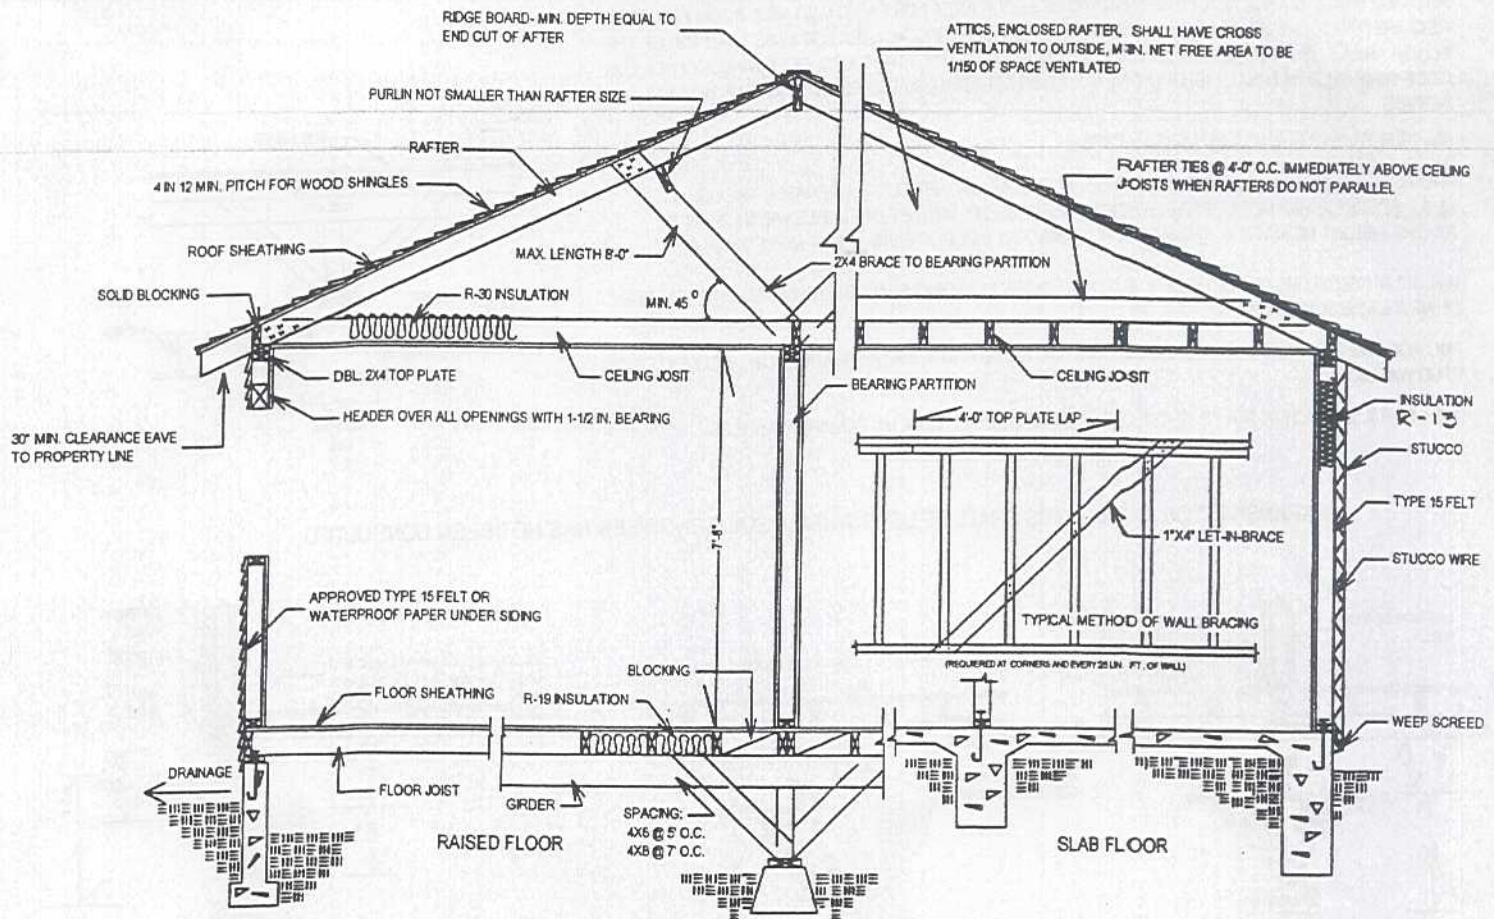 RIDGE BOARD- MIN. DEPTH EQUAL TO
END CUT OF AFTER
ATTICS, ENCLOSED RAFTER, SHALL HAVE CROSS
VENTILATION TO OUTSIDE, MIN. NET FREE AREA TO BE
1/150 OF SPACE VENTILATED
PURLIN NOT SMALLER THAN RAFTER SIZE
RAFTER
4 IN 12 MIN. PITCH FOR WOOD SHINGLES
RAFTER TIES @ 4'-0" O.C. IMMEDIATELY ABOVE CEILING
JOISTS WHEN RAFTERS DO NOT PARALLEL
ROOF SHEATHING
MAX. LENGTH 8'-0"
2X4 BRACE TO BEARING PARTITION
SOLID BLOCKING
R-30 INSULATION
MIN. 45°
DBL. 2X4 TOP PLATE
CEILING JOSIT
BEARING PARTITION
CEILING JOSIT
HEADER OVER ALL OPENINGS WITH 1-1/2 IN. BEARING
4'-0" TOP PLATE LAP
INSULATION
R-13
30" MIN. CLEARANCE EAVE
TO PROPERTY LINE
STUCCO
TYPE 15 FELT
7'-6"
1"X4" LET-IN-BRACE
STUCCO WIRE
APPROVED TYPE 15 FELT OR
WATERPROOF PAPER UNDER SIDING
TYPICAL METHOD OF WALL BRACING
(REQUIERED AT CORNERS AND EVERY 25 LIN. FT. OF WALL)
BLOCKING
FLOOR SHEATHING
R-19 INSULATION
WEEP SCREED
DRAINAGE
FLOOR JOIST
GIRDER
SPACING:
4X6 @ 5' O.C.
4X8 @ 7' O.C.
RAISED FLOOR
SLAB FLOOR